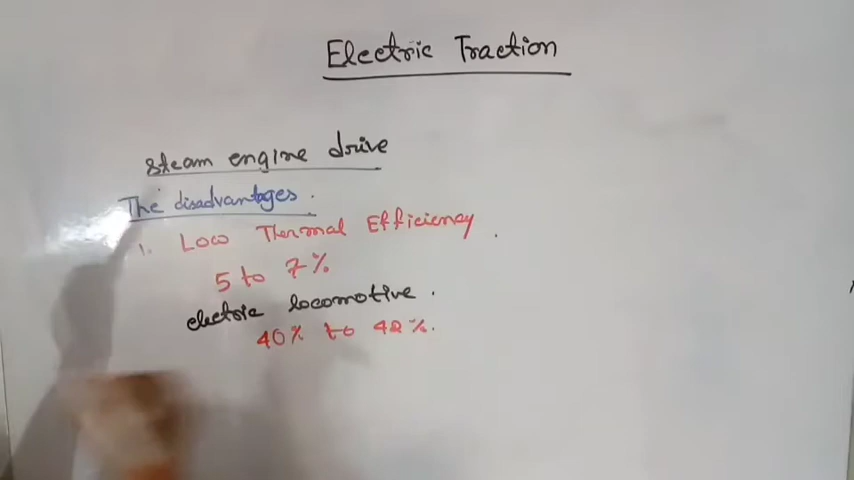 Electric Traction
steam engine drive
The disadvantages.
1. Low Thermal Efficiency.
5 to 7%
electric locomotive.
40% to 42%.